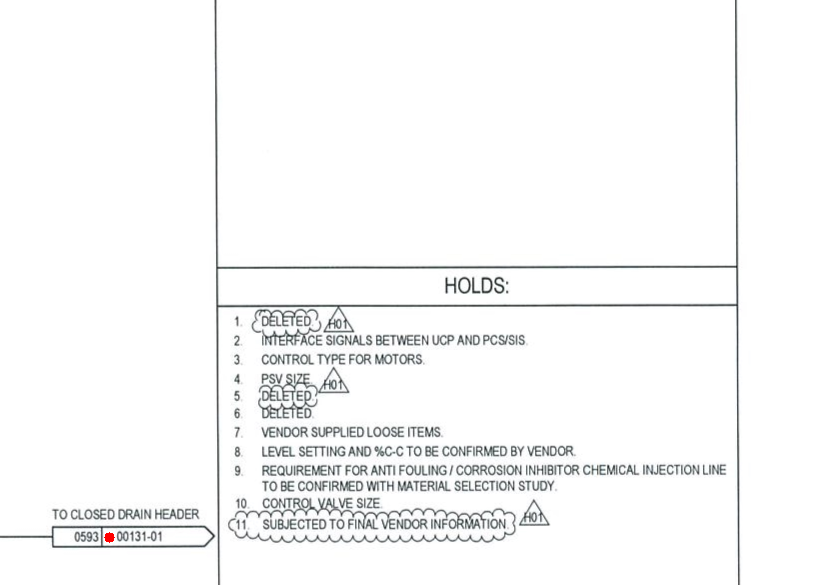 HOLDS:
1. DELETED. H01
2. INTERFACE SIGNALS BETWEEN UCP AND PCS/SIS.
3. CONTROL TYPE FOR MOTORS.
4. PSV SIZE.
H01
5. DELETED.
6. DELETED.
7. VENDOR SUPPLIED LOOSE ITEMS.
8. LEVEL SETTING AND %C-C TO BE CONFIRMED BY VENDOR.
9. REQUIREMENT FOR ANTI FOULING / CORROSION INHIBITOR CHEMICAL INJECTION LINE
TO BE CONFIRMED WITH MATERIAL SELECTION STUDY.
10. CONTROL VALVE SIZE.
11. SUBJECTED TO FINAL VENDOR INFORMATION. H01
TO CLOSED DRAIN HEADER
0593 00131-01